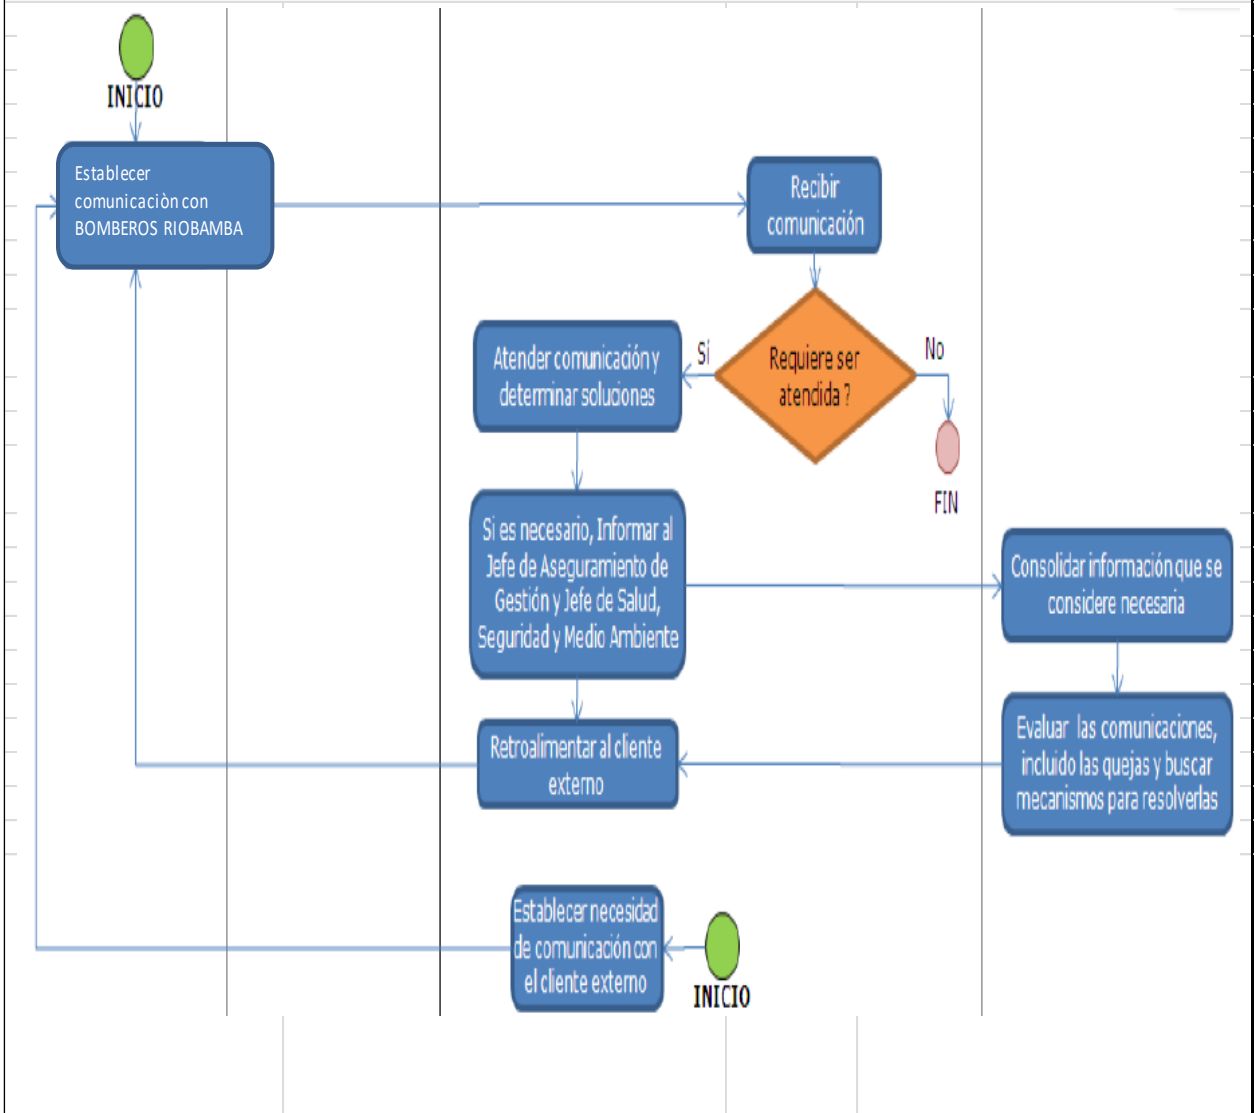 INICIO
Establecer
comunicaciòn con
BOMBEROS RIOBAMBA
Recibir
comunicación
Requiere ser
atendida ?
Si
No
FIN
Atender comunicación y
determinar soluciones
Si es necesario, Informar al
Jefe de Aseguramiento de
Gestión y Jefe de Salud,
Seguridad y Medio Ambiente
Consolidar información que se
considere necesaria
Evaluar las comunicaciones,
incluido las quejas y buscar
mecanismos para resolverlas
Retroalimentar al cliente
externo
Establecer necesidad
de comunicación con
el cliente externo
INICIO